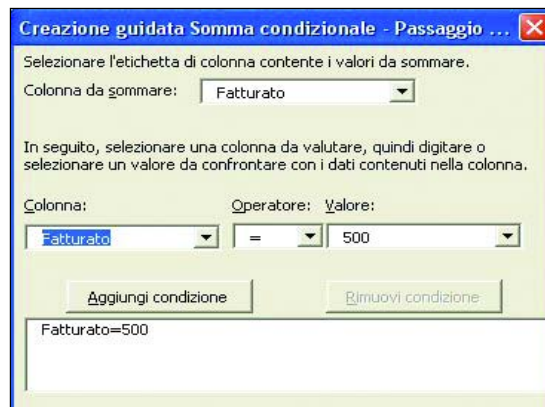 Creazione guidata Somma condizionale - Passaggio ...
Selezionare l'etichetta di colonna contente i valori da sommare.
Colonna da sommare: Fatturato
In seguito, selezionare una colonna da valutare, quindi digitare o
selezionare un valore da confrontare con i dati contenuti nella colonna.
Colonna: Operatore: Valore:
Fatturato = 500
Aggiungi condizione Rimuovi condizione
Fatturato=500